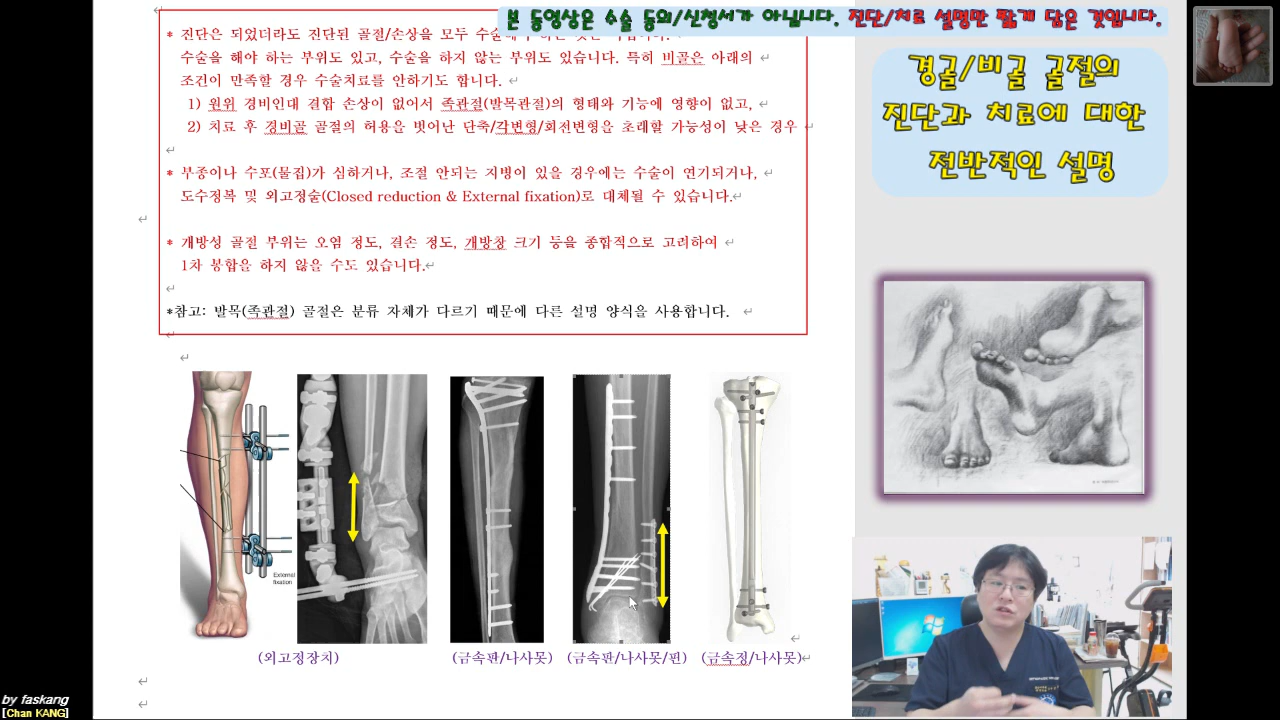 본 동영상은 수술 동의/신청서가 아닙니다. 진단/치료 설명만 짧게 담은 것입니다.
* 진단은 되었더라도 진단된 골절/손상을 모두
수술을 해야 하는 부위도 있고, 수술을 하지 않는 부위도 있습니다. 특히 비골은 아래의
조건이 만족할 경우 수술치료를 안하기도 합니다.
1) 원위 경비인대 결합 손상이 없어서 족관절(발목관절)의 형태와 기능에 영향이 없고,
2) 치료 후 경비골 골절의 허용을 벗어난 단축/각변형/회전변형을 초래할 가능성이 낮은 경우
* 부종이나 수포(물집)가 심하거나, 조절 안되는 지병이 있을 경우에는 수술이 연기되거나,
도수정복 및 외고정술(Closed reduction & External fixation)로 대체될 수 있습니다.
* 개방성 골절 부위는 오염 정도, 결손 정도, 개방창 크기 등을 종합적으로 고려하여
1차 봉합을 하지 않을 수도 있습니다.
*참고: 발목(족관절) 골절은 분류 자체가 다르기 때문에 다른 설명 양식을 사용합니다.
External
fixation
(외고정장치)
(금속판/나사못)
(금속판/나사못/핀)
(금속정/나사못)
경골/비골 골절의
진단과 치료에 대한
전반적인 설명
by faskang
[Chan KANG]